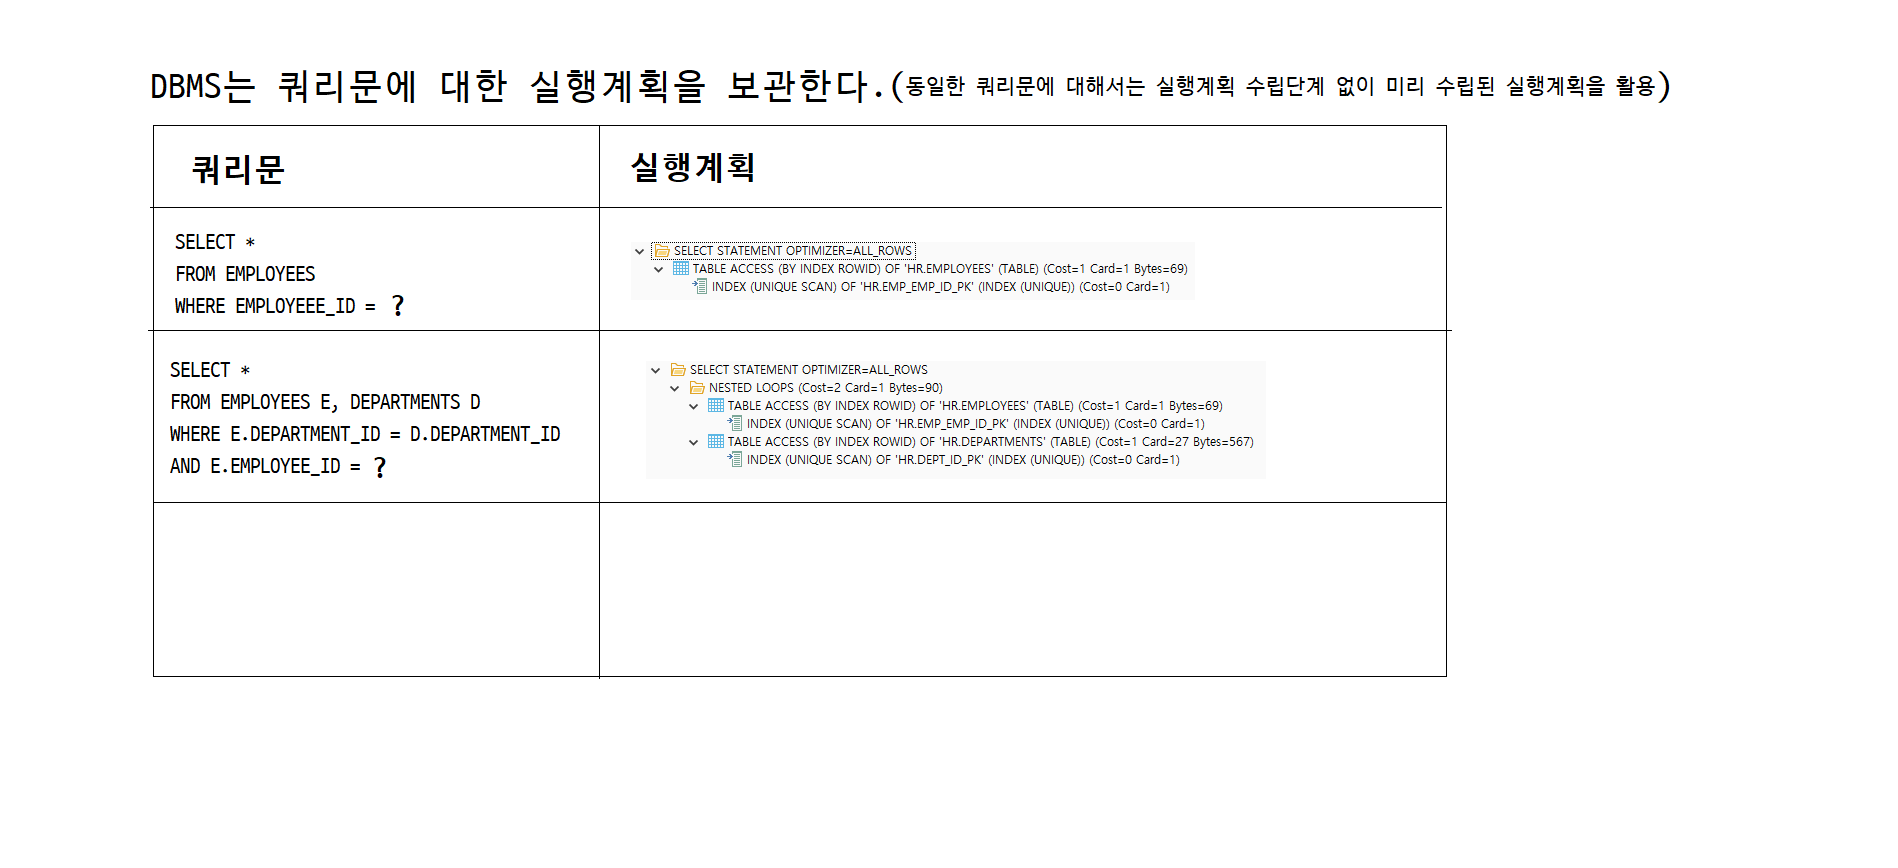 DBMS는 쿼리문에 대한 실행계획을 보관한다.(동일한 쿼리문에 대해서는 실행계획 수립단계 없이 미리 수립된 실행계획을 활용)
쿼리문
실행계획
SELECT *
FROM EMPLOYEES
WHERE EMPLOYEEE_ID = ?
SELECT STATEMENT OPTIMIZER=ALL_ROWS
TABLE ACCESS (BY INDEX ROWID) OF 'HR.EMPLOYEES' (TABLE) (Cost=1 Card=1 Bytes=69)
INDEX (UNIQUE SCAN) OF 'HR.EMP_EMP_ID_PK' (INDEX (UNIQUE)) (Cost=0 Card=1)
SELECT *
FROM EMPLOYEES E, DEPARTMENTS D
WHERE E.DEPARTMENT_ID = D.DEPARTMENT_ID
AND E.EMPLOYEE_ID = ?
SELECT STATEMENT OPTIMIZER=ALL_ROWS
NESTED LOOPS (Cost=2 Card=1 Bytes=90)
TABLE ACCESS (BY INDEX ROWID) OF 'HR.EMPLOYEES' (TABLE) (Cost=1 Card=1 Bytes=69)
INDEX (UNIQUE SCAN) OF 'HR.EMP_EMP_ID_PK' (INDEX (UNIQUE)) (Cost=0 Card=1)
TABLE ACCESS (BY INDEX ROWID) OF 'HR.DEPARTMENTS' (TABLE) (Cost=1 Card=27 Bytes=567)
INDEX (UNIQUE SCAN) OF 'HR.DEPT_ID_PK' (INDEX (UNIQUE)) (Cost=0 Card=1)